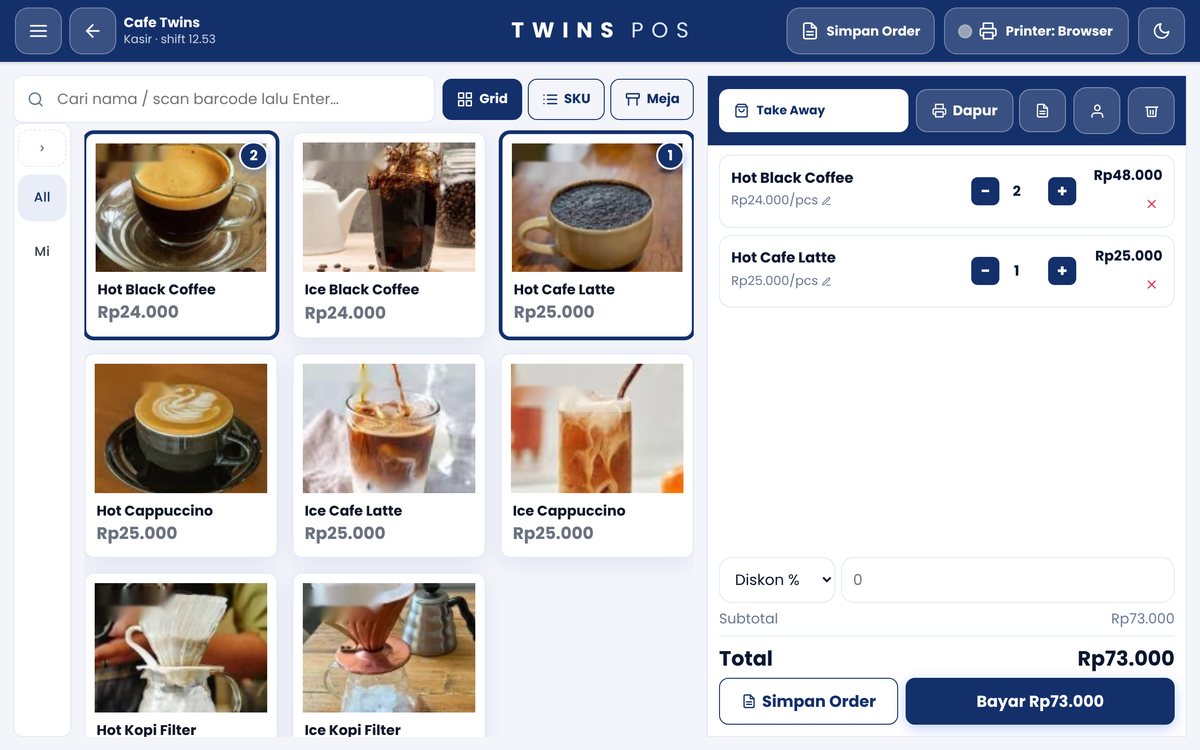 Cafe Twins
Kasir · shift 12.53
TWINS POS
Simpan Order
Printer: Browser
Cari nama / scan barcode lalu Enter...
Grid
SKU
Meja
›
All
Mi
2
Hot Black Coffee
Rp24.000
Ice Black Coffee
Rp24.000
1
Hot Cafe Latte
Rp25.000
Hot Cappuccino
Rp25.000
Ice Cafe Latte
Rp25.000
Ice Cappuccino
Rp25.000
Hot Kopi Filter
Ice Kopi Filter
Take Away
Dapur
Hot Black Coffee
Rp24.000/pcs
- 2 +
Rp48.000
×
Hot Cafe Latte
Rp25.000/pcs
- 1 +
Rp25.000
×
Diskon %
0
Subtotal Rp73.000
Total Rp73.000
Simpan Order
Bayar Rp73.000